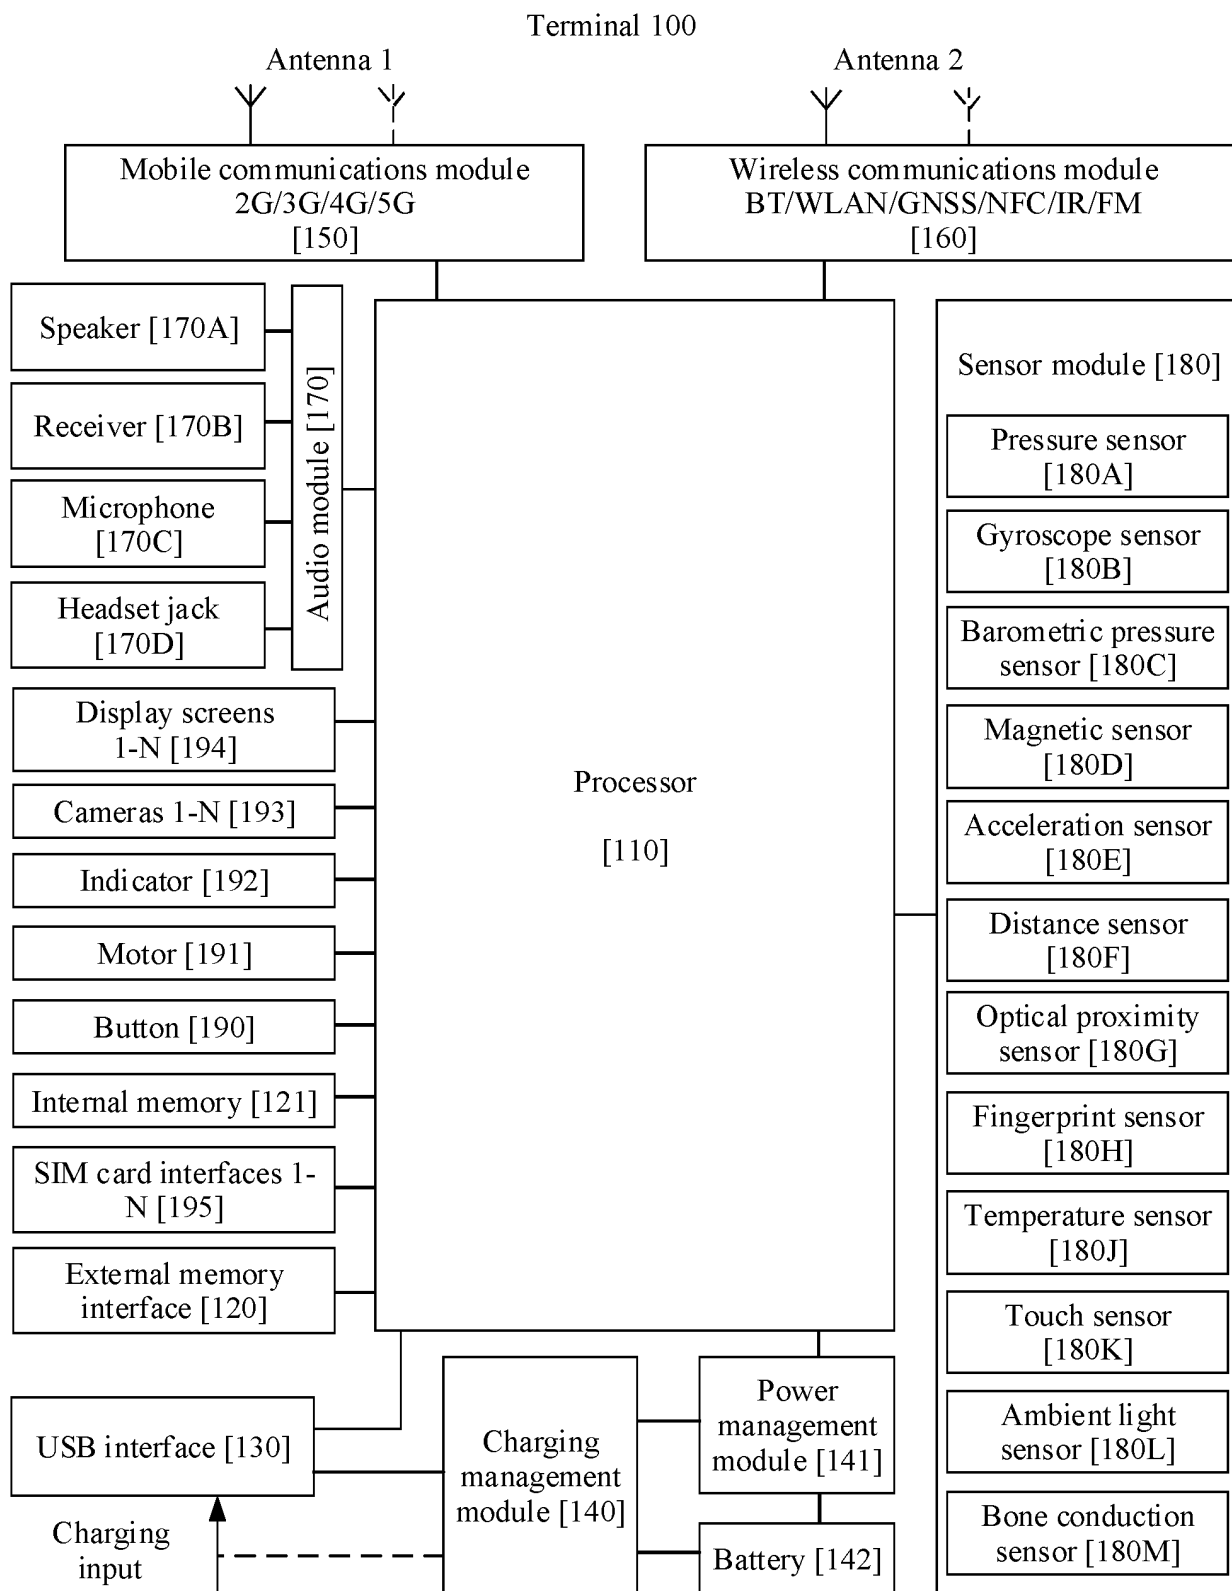 Terminal 100
Antenna 1
Antenna 2
Mobile communications module
2G/3G/4G/5G
[150]
Wireless communications module
BT/WLAN/GNSS/NFC/IR/FM
[160]
Speaker [170A]
Receiver [170B]
Microphone
[170C]
Headset jack
[170D]
Audio module [170]
Display screens
1-N [194]
Cameras 1-N [193]
Indicator [192]
Motor [191]
Button [190]
Internal memory [121]
SIM card interfaces 1-
N [195]
External memory
interface [120]
Processor
[110]
Sensor module [180]
Pressure sensor
[180A]
Gyroscope sensor
[180B]
Barometric pressure
sensor [180C]
Magnetic sensor
[180D]
Acceleration sensor
[180E]
Distance sensor
[180F]
Optical proximity
sensor [180G]
Fingerprint sensor
[180H]
Temperature sensor
[180J]
Touch sensor
[180K]
Ambient light
sensor [180L]
Bone conduction
sensor [180M]
USB interface [130]
Charging
input
Charging
management
module [140]
Power
management
module [141]
Battery [142]